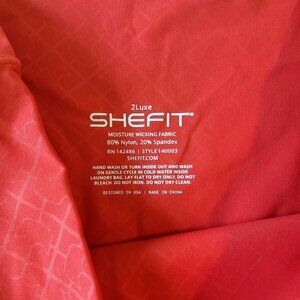 2Luxe
SHEFIT®
MOISTURE WICKING FABRIC
80% Nylon, 20% Spandex
RN 142486 | STYLE 140003
SHEFIT.COM
HAND WASH OR TURN INSIDE OUT AND WASH
ON GENTLE CYCLE IN COLD WATER INSIDE
LAUNDRY BAG. LAY FLAT TO DRY ONLY. DO NOT
BLEACH. DO NOT IRON. DO NOT DRY CLEAN.
DESIGNED IN USA | MADE IN CHINA